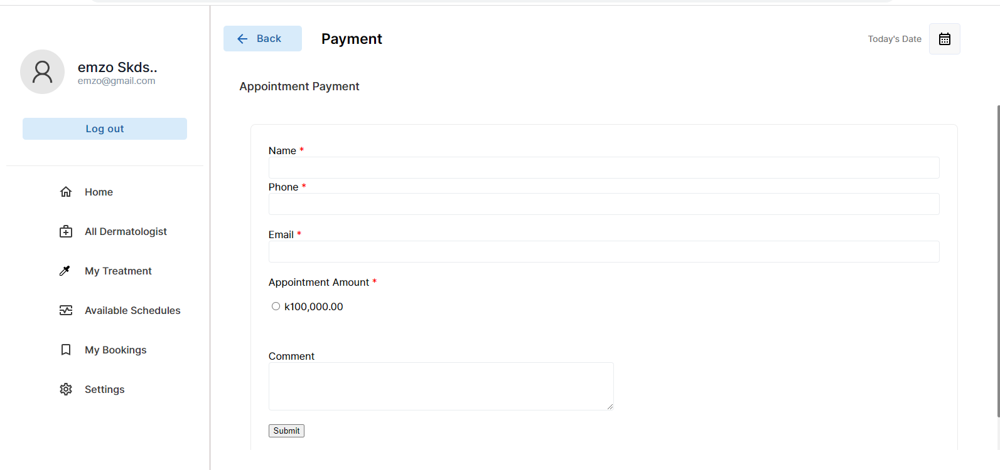 emzo Skds..
emzo@gmail.com
Log out
Home
All Dermatologist
My Treatment
Available Schedules
My Bookings
Settings
Back
Payment
Today's Date
Appointment Payment
Name *
Phone *
Email *
Appointment Amount *
k100,000.00
Comment
Submit